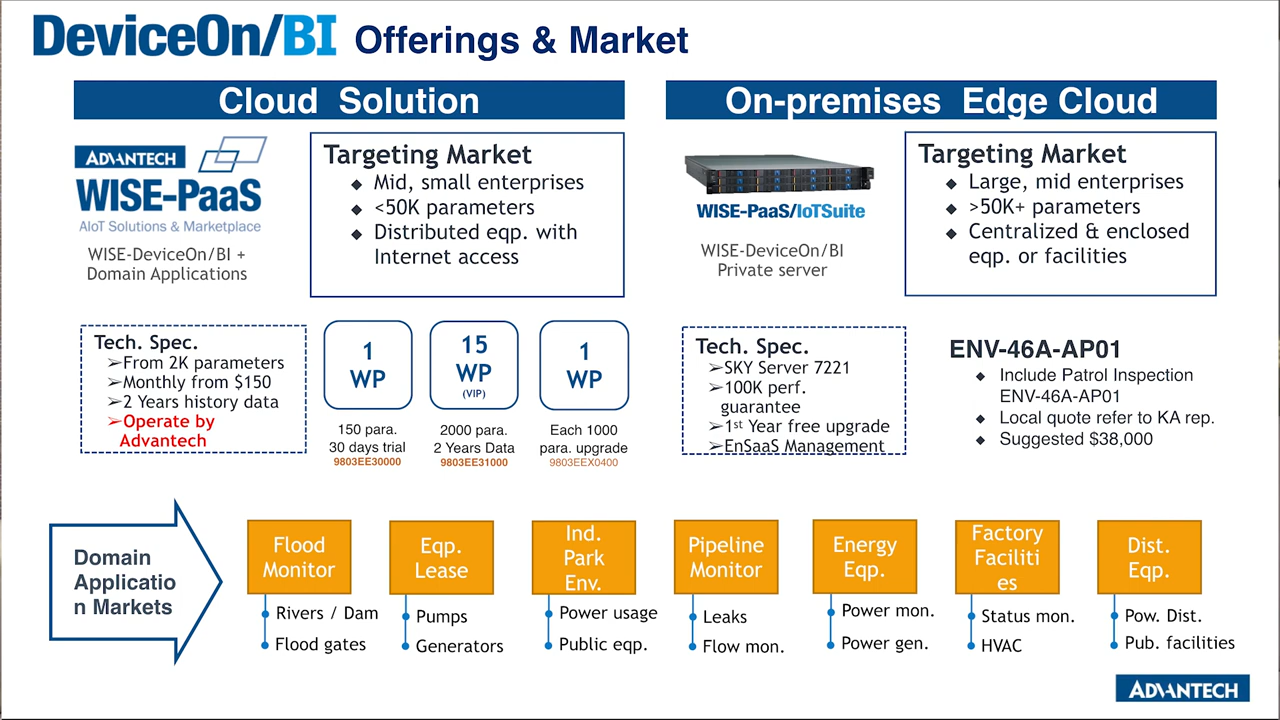 DeviceOn/BI Offerings & Market
Cloud Solution
ADVANTECH
WISE-PaaS
AIoT Solutions & Marketplace
WISE-DeviceOn/BI +
Domain Applications
Targeting Market
◆ Mid, small enterprises
◆ <50K parameters
◆ Distributed eqp. with
Internet access
Tech. Spec.
➢From 2K parameters
➢Monthly from $150
➢2 Years history data
➢Operate by
Advantech
1
WP
150 para.
30 days trial
9803EE30000
15
WP
(VIP)
2000 para.
2 Years Data
9803EE31000
1
WP
Each 1000
para. upgrade
9803EEX0400
On-premises Edge Cloud
WISE-PaaS/IoTSuite
WISE-DeviceOn/BI
Private server
Targeting Market
◆ Large, mid enterprises
◆ >50K+ parameters
◆ Centralized & enclosed
eqp. or facilities
Tech. Spec.
➢SKY Server 7221
➢100K perf.
guarantee
➢1st Year free upgrade
➢EnSaaS Management
ENV-46A-AP01
◆ Include Patrol Inspection
ENV-46A-AP01
◆ Local quote refer to KA rep.
◆ Suggested $38,000
Domain
Applicatio
n Markets
Flood
Monitor
Rivers / Dam
Flood gates
Eqp.
Lease
Pumps
Generators
Ind.
Park
Env.
Power usage
Public eqp.
Pipeline
Monitor
Leaks
Flow mon.
Energy
Eqp.
Power mon.
Power gen.
Factory
Faciliti
es
Status mon.
HVAC
Dist.
Eqp.
Pow. Dist.
Pub. facilities
ADVANTECH